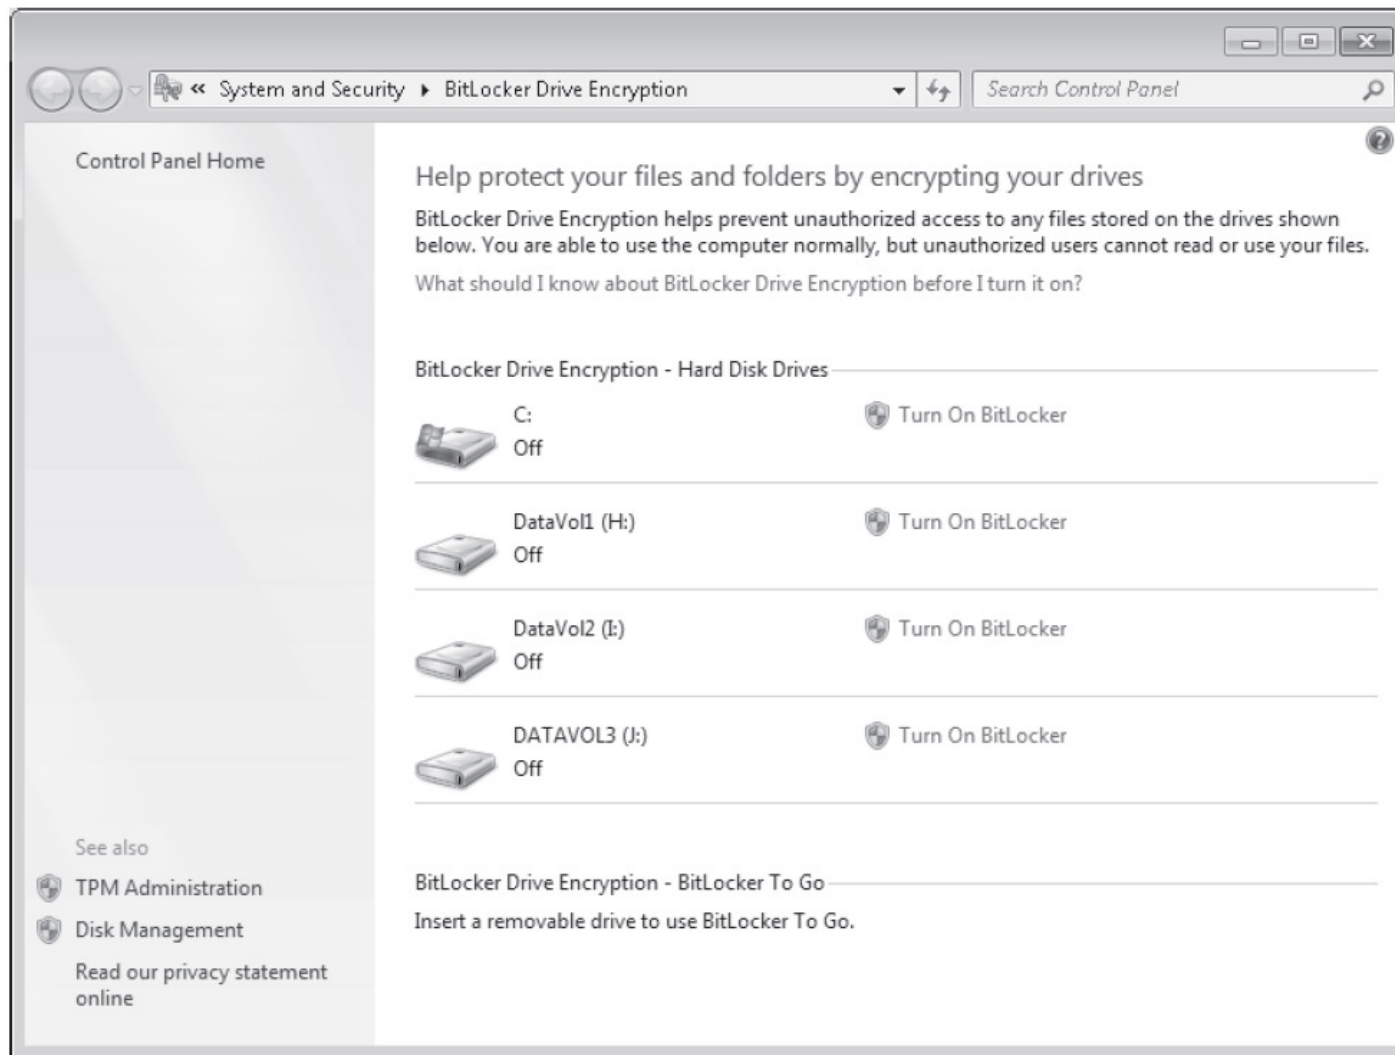 « System and Security ▸ BitLocker Drive Encryption
Search Control Panel
Control Panel Home
Help protect your files and folders by encrypting your drives
BitLocker Drive Encryption helps prevent unauthorized access to any files stored on the drives shown
below. You are able to use the computer normally, but unauthorized users cannot read or use your files.
What should I know about BitLocker Drive Encryption before I turn it on?
BitLocker Drive Encryption - Hard Disk Drives
C:
Turn On BitLocker
Off
DataVol1 (H:)
Turn On BitLocker
Off
DataVol2 (I:)
Turn On BitLocker
Off
DATAVOL3 (J:)
Turn On BitLocker
Off
BitLocker Drive Encryption - BitLocker To Go
Insert a removable drive to use BitLocker To Go.
See also
TPM Administration
Disk Management
Read our privacy statement
online